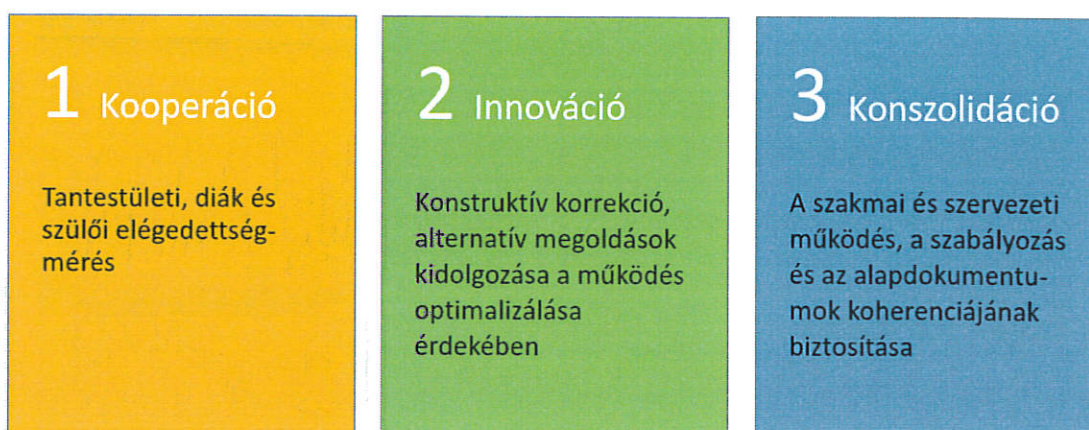 1 Kooperáció
Tantestületi, diák és
szülői elégedettség-
mérés
2 Innováció
Konstruktív korrekció,
alternatív megoldások
kidolgozása a működés
optimalizálása
érdekében
3 Konszolidáció
A szakmai és szervezeti
működés, a szabályozás
és az alapdokumentu-
mok koherenciájának
biztosítása